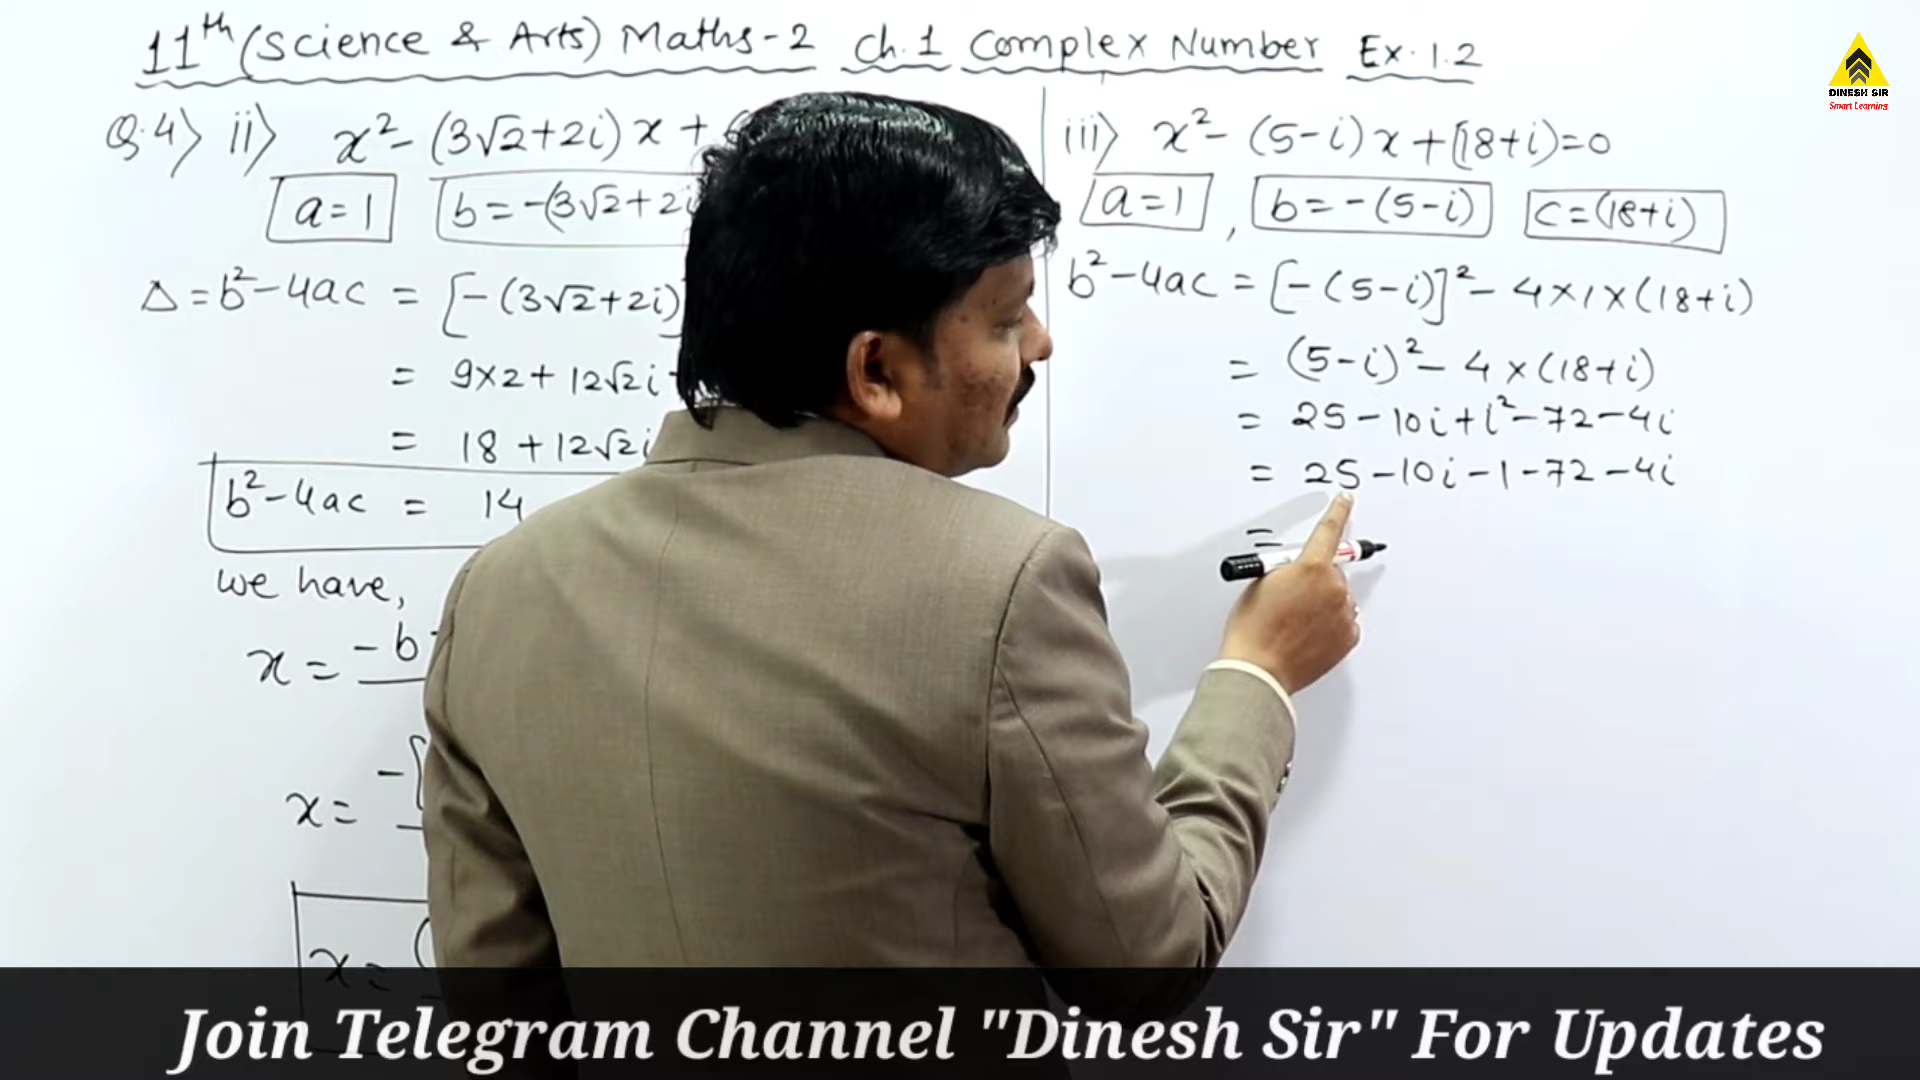 11th (Science & Arts) Maths-2 Ch.1 Complex Number Ex.1.2
DINESH SIR
Smart Learning
Q.4) ii) x² - (3√2+2i)x +
a=1 b=-(3√2+2i
Δ = b²-4ac = [-(3√2+2i)
= 9×2 + 12√2i
= 18 + 12√2i
b²-4ac = 14
we have,
x = -b
x = -[
x = (
iii) x² - (5-i)x + (18+i)=0
a=1 , b=-(5-i) c=(18+i)
b²-4ac = [-(5-i)]² - 4×1×(18+i)
= (5-i)² - 4×(18+i)
= 25-10i+i²-72-4i
= 25-10i-1-72-4i
=
Join Telegram Channel "Dinesh Sir" For Updates